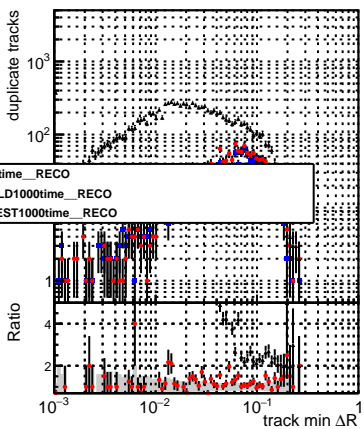 duplicate tracks
10³
10²
time__RECO
LD1000time__RECO
EST1000time__RECO
1
Ratio
4
2
10⁻³
10⁻²
10⁻¹
1
track min ΔR